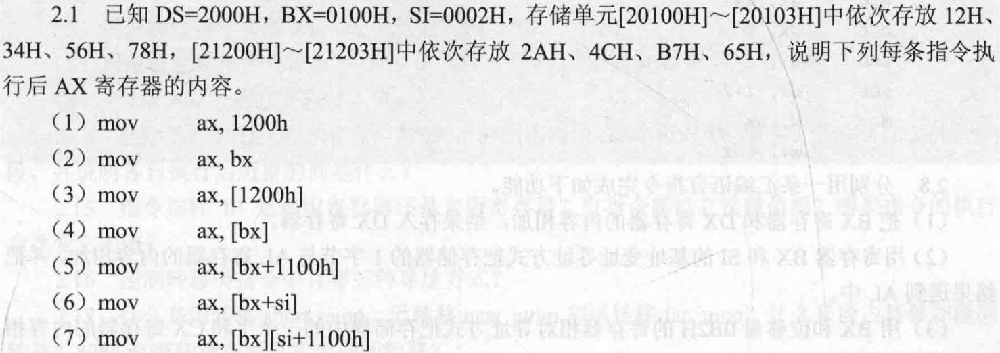 2.1 已知 DS=2000H，BX=0100H，SI=0002H，存储单元[20100H]～[20103H]中依次存放 12H、
34H、56H、78H，[21200H]～[21203H]中依次存放 2AH、4CH、B7H、65H，说明下列每条指令执
行后 AX 寄存器的内容。
（1）mov ax, 1200h
（2）mov ax, bx
（3）mov ax, [1200h]
（4）mov ax, [bx]
（5）mov ax, [bx+1100h]
（6）mov ax, [bx+si]
（7）mov ax, [bx][si+1100h]